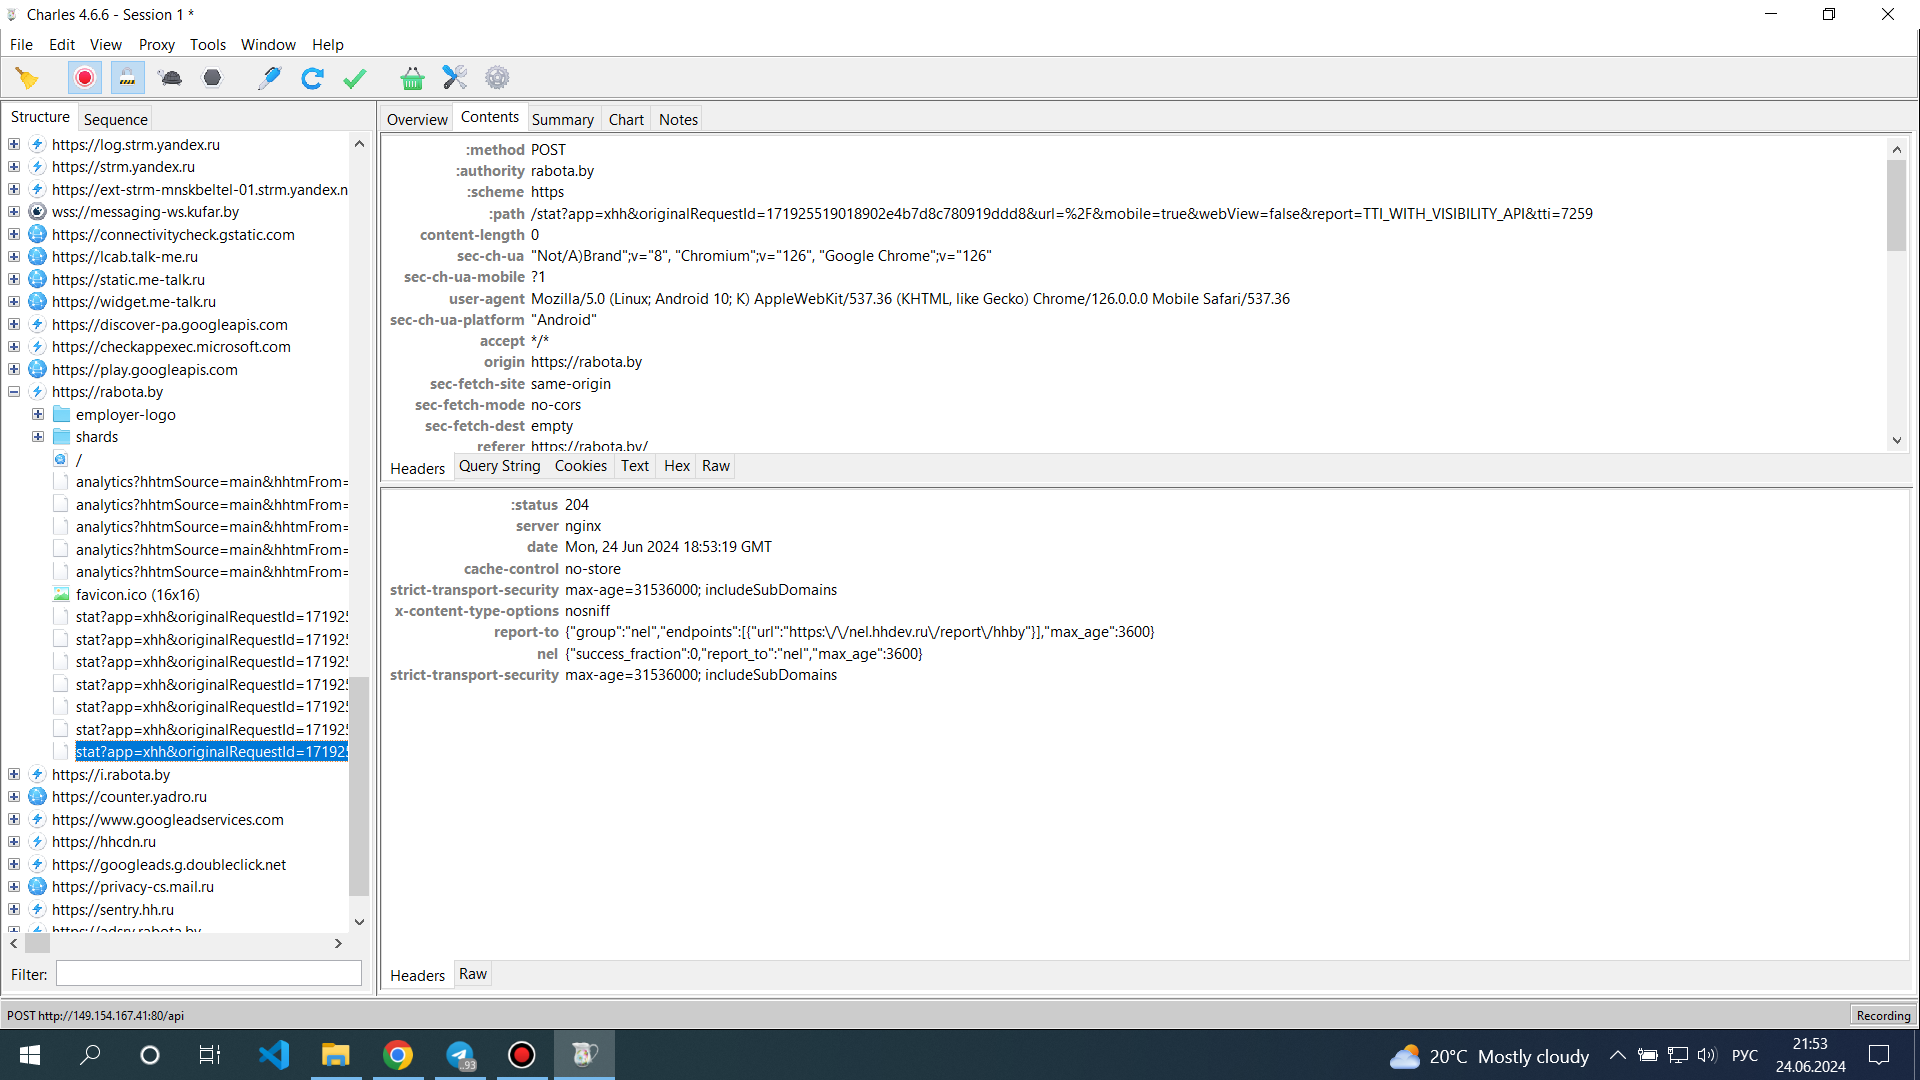 Charles 4.6.6 - Session 1 *
File Edit View Proxy Tools Window Help
Structure Sequence
https://log.strm.yandex.ru
https://strm.yandex.ru
https://ext-strm-mnskbeltel-01.strm.yandex.n
wss://messaging-ws.kufar.by
https://connectivitycheck.gstatic.com
https://lcab.talk-me.ru
https://static.me-talk.ru
https://widget.me-talk.ru
https://discover-pa.googleapis.com
https://checkappexec.microsoft.com
https://play.googleapis.com
https://rabota.by
employer-logo
shards
/
analytics?hhtmSource=main&hhtmFrom=
analytics?hhtmSource=main&hhtmFrom=
analytics?hhtmSource=main&hhtmFrom=
analytics?hhtmSource=main&hhtmFrom=
analytics?hhtmSource=main&hhtmFrom=
favicon.ico (16x16)
stat?app=xhh&originalRequestId=171925
stat?app=xhh&originalRequestId=171925
stat?app=xhh&originalRequestId=171925
stat?app=xhh&originalRequestId=171925
stat?app=xhh&originalRequestId=171925
stat?app=xhh&originalRequestId=171925
stat?app=xhh&originalRequestId=171925
https://i.rabota.by
https://counter.yadro.ru
https://www.googleadservices.com
https://hhcdn.ru
https://googleads.g.doubleclick.net
https://privacy-cs.mail.ru
https://sentry.hh.ru
https://adsrv.rabota.by
Filter:
Overview Contents Summary Chart Notes
:method POST
:authority rabota.by
:scheme https
:path /stat?app=xhh&originalRequestId=171925519018902e4b7d8c780919ddd8&url=%2F&mobile=true&webView=false&report=TTI_WITH_VISIBILITY_API&tti=7259
content-length 0
sec-ch-ua "Not/A)Brand";v="8", "Chromium";v="126", "Google Chrome";v="126"
sec-ch-ua-mobile ?1
user-agent Mozilla/5.0 (Linux; Android 10; K) AppleWebKit/537.36 (KHTML, like Gecko) Chrome/126.0.0.0 Mobile Safari/537.36
sec-ch-ua-platform "Android"
accept */*
origin https://rabota.by
sec-fetch-site same-origin
sec-fetch-mode no-cors
sec-fetch-dest empty
referer https://rabota.by/
Headers Query String Cookies Text Hex Raw
:status 204
server nginx
date Mon, 24 Jun 2024 18:53:19 GMT
cache-control no-store
strict-transport-security max-age=31536000; includeSubDomains
x-content-type-options nosniff
report-to {"group":"nel","endpoints":[{"url":"https:\/\/nel.hhdev.ru\/report\/hhby"}],"max_age":3600}
nel {"success_fraction":0,"report_to":"nel","max_age":3600}
strict-transport-security max-age=31536000; includeSubDomains
Headers Raw
POST http://149.154.167.41:80/api
Recording
..93
20°C Mostly cloudy
РУС
21:53
24.06.2024